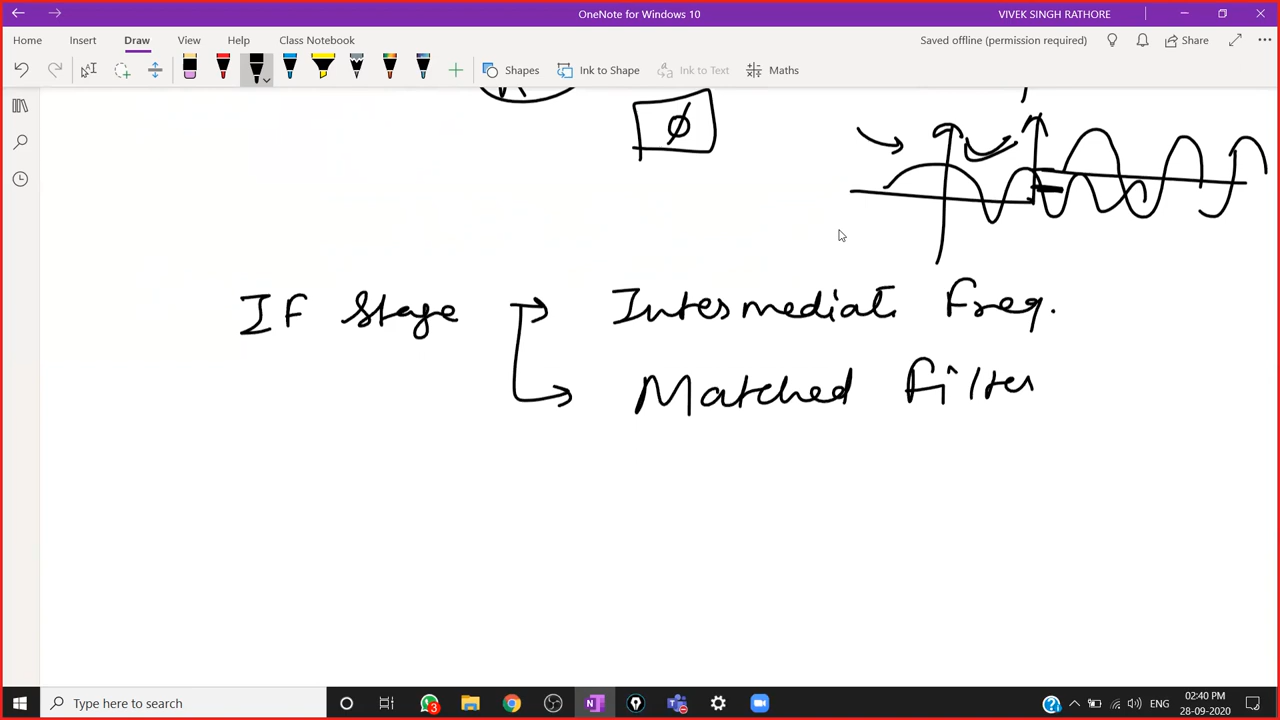 OneNote for Windows 10
VIVEK SINGH RATHORE
Home Insert Draw View Help Class Notebook
Saved offline (permission required)
Share
Shapes Ink to Shape Ink to Text Maths
ϕ
IF Stage → Intermediate Freq.
Matched Filter
Type here to search
3
ENG
02:40 PM
28-09-2020